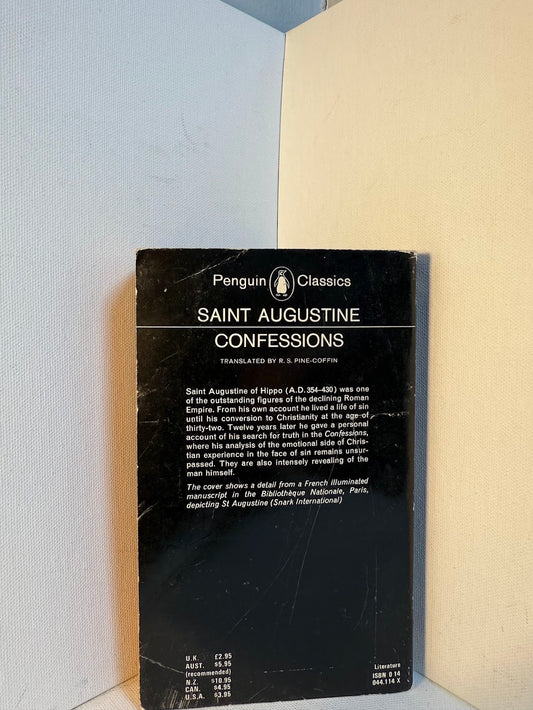 Penguin Classics
SAINT AUGUSTINE
CONFESSIONS
TRANSLATED BY R. S. PINE-COFFIN
Saint Augustine of Hippo (A.D. 354–430) was one
of the outstanding figures of the declining Roman
Empire. From his own account he lived a life of sin
until his conversion to Christianity at the age of
thirty-two. Twelve years later he gave a personal
account of his search for truth in the Confessions,
where his analysis of the emotional side of Chris-
tian experience in the face of sin remains unsur-
passed. They are also intensely revealing of the
man himself.
The cover shows a detail from a French illuminated
manuscript in the Bibliothèque Nationale, Paris,
depicting St Augustine (Snark International)
U.K. £2.95
AUST. $5.95
(recommended)
N.Z. $10.95
CAN. $4.95
U.S.A. $3.95
Literature
ISBN 0 14
044.114 X